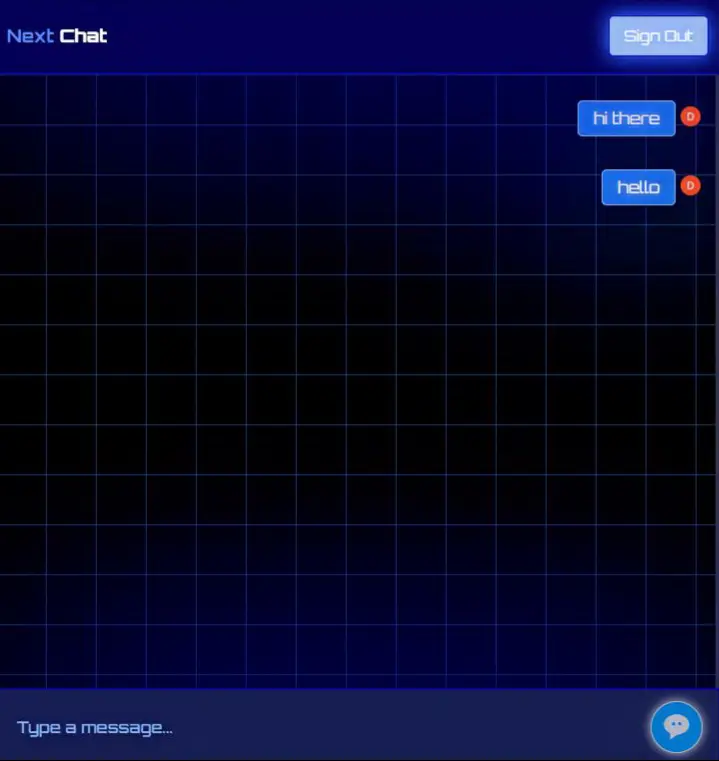 Next Chat
Sign Out
hi there
D
hello
D
Type a message...